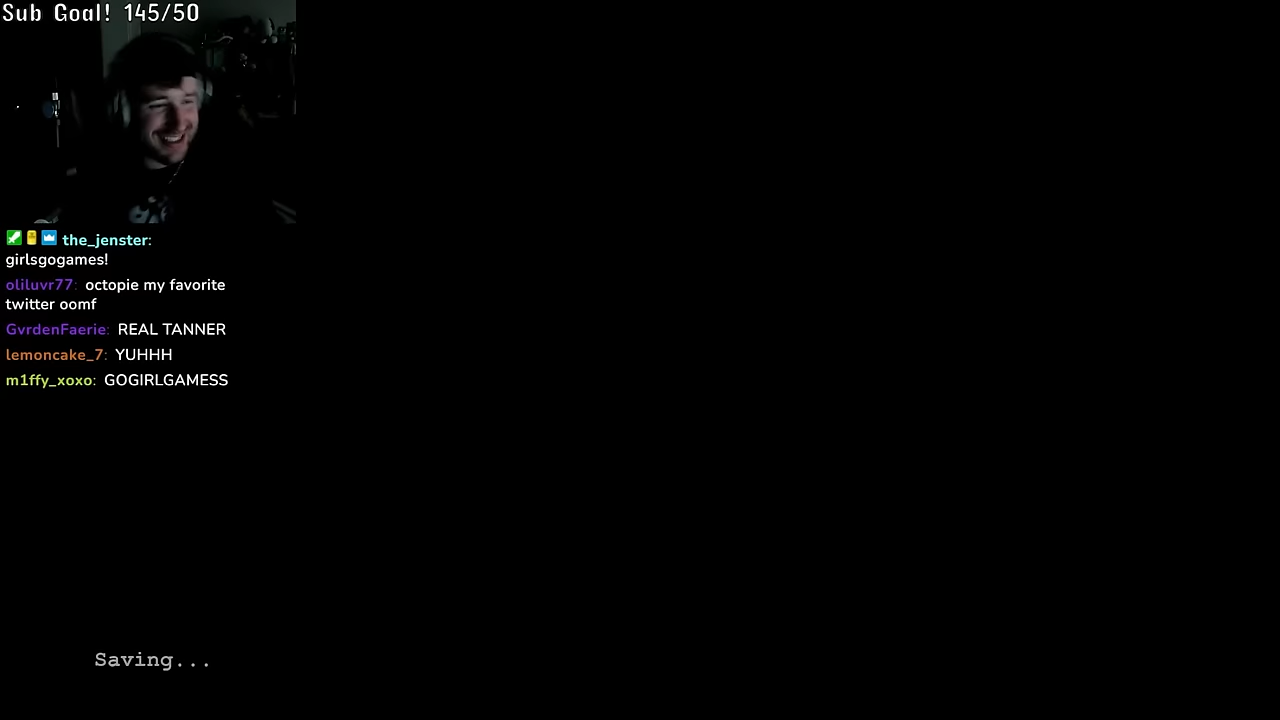 Sub Goal! 145/50
the_jenster:
girlsgogames!
oliluvr77: octopie my favorite
twitter oomf
GvrdenFaerie: REAL TANNER
lemoncake_7: YUHHH
m1ffy_xoxo: GOGIRLGAMESS
Saving...